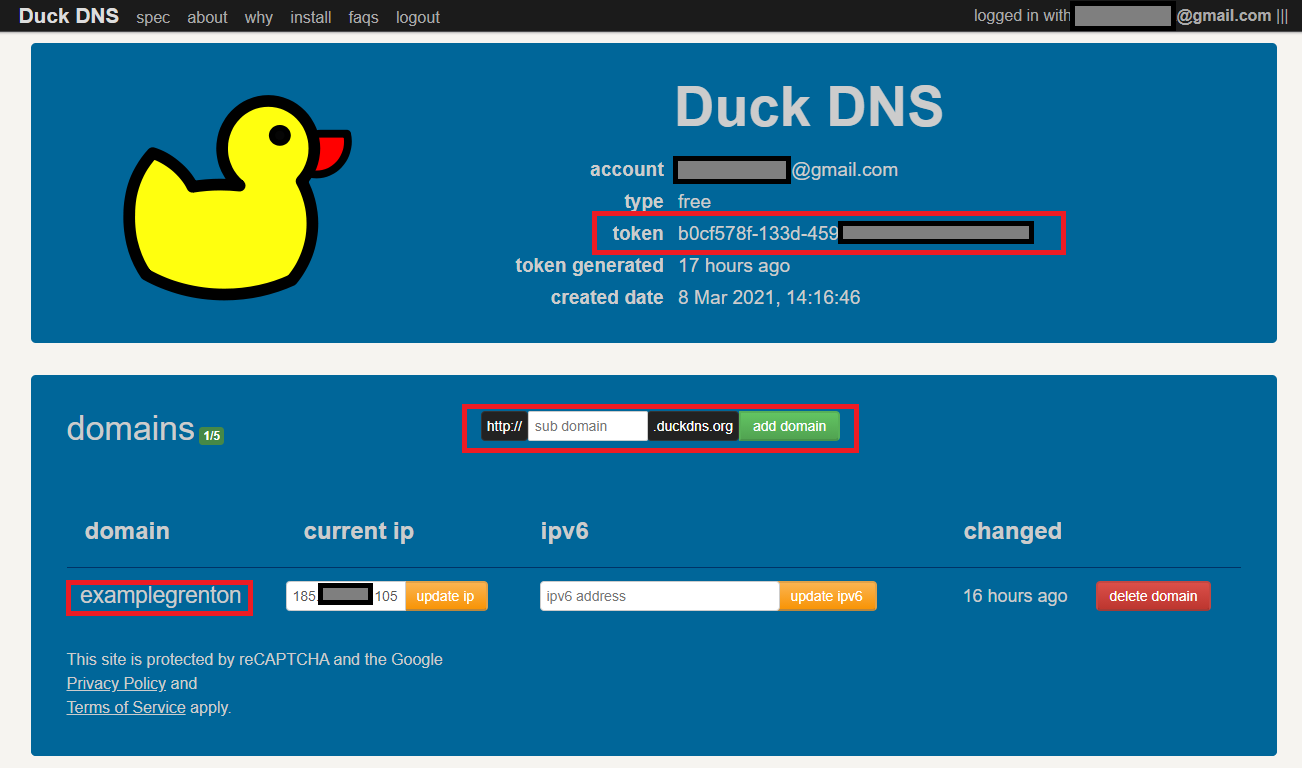 Duck DNS spec about why install faqs logout logged in with @gmail.com |||
Duck DNS
account @gmail.com
type free
token b0cf578f-133d-459
token generated 17 hours ago
created date 8 Mar 2021, 14:16:46
domains 1/5 http:// sub domain .duckdns.org add domain
domain current ip ipv6 changed
examplegrenton 185. 105 update ip ipv6 address update ipv6 16 hours ago delete domain
This site is protected by reCAPTCHA and the Google
Privacy Policy and
Terms of Service apply.